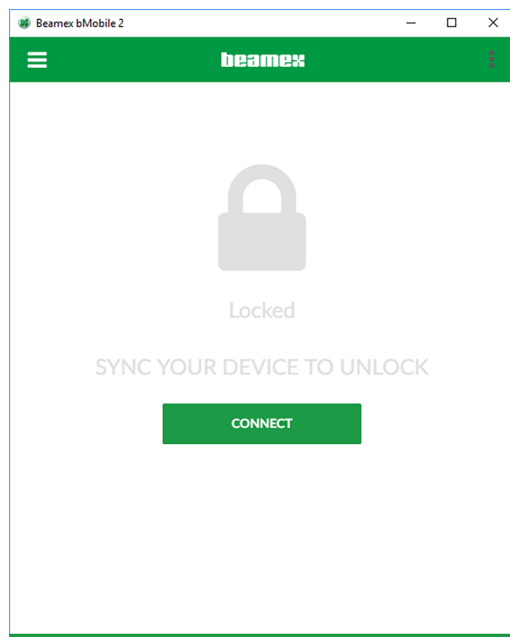 Beamex bMobile 2
beamex
Locked
SYNC YOUR DEVICE TO UNLOCK
CONNECT